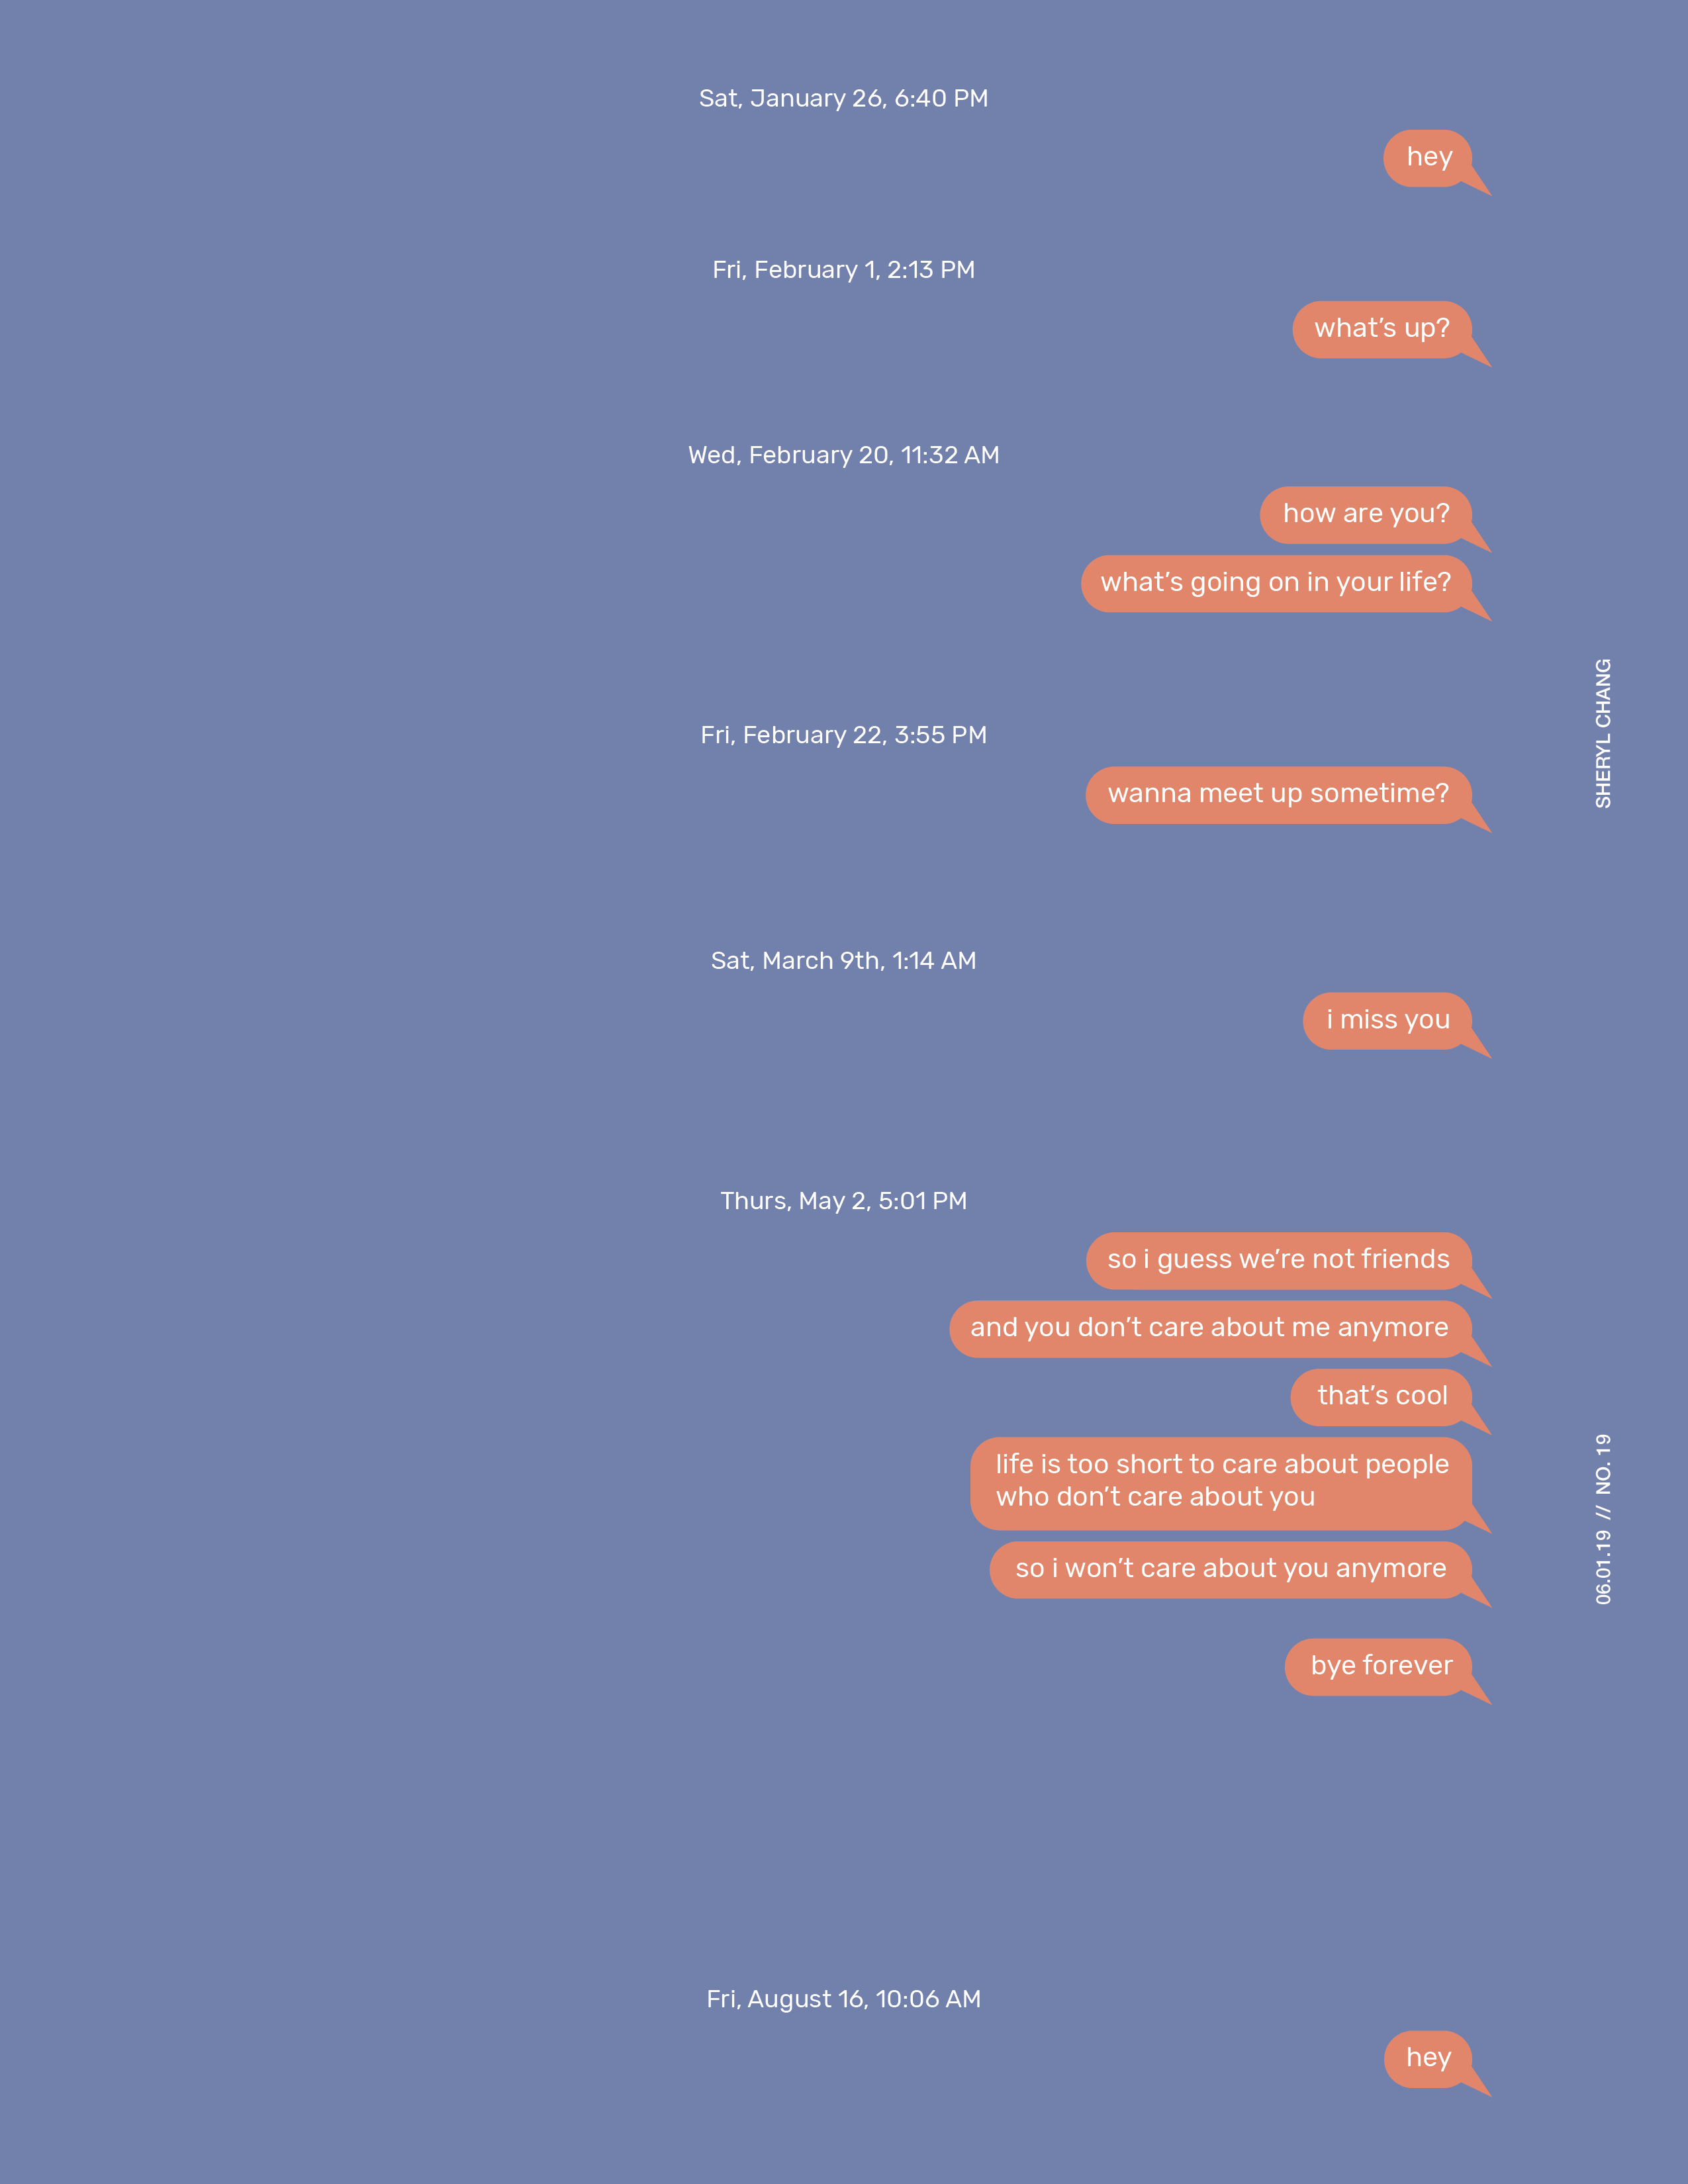 Sat, January 26, 6:40 PM
hey
Fri, February 1, 2:13 PM
what’s up?
Wed, February 20, 11:32 AM
how are you?
what’s going on in your life?
Fri, February 22, 3:55 PM
wanna meet up sometime?
Sat, March 9th, 1:14 AM
i miss you
Thurs, May 2, 5:01 PM
so i guess we’re not friends
and you don’t care about me anymore
that’s cool
life is too short to care about people
who don’t care about you
so i won’t care about you anymore
bye forever
Fri, August 16, 10:06 AM
hey
SHERYL CHANG
06.01.19 // NO. 19